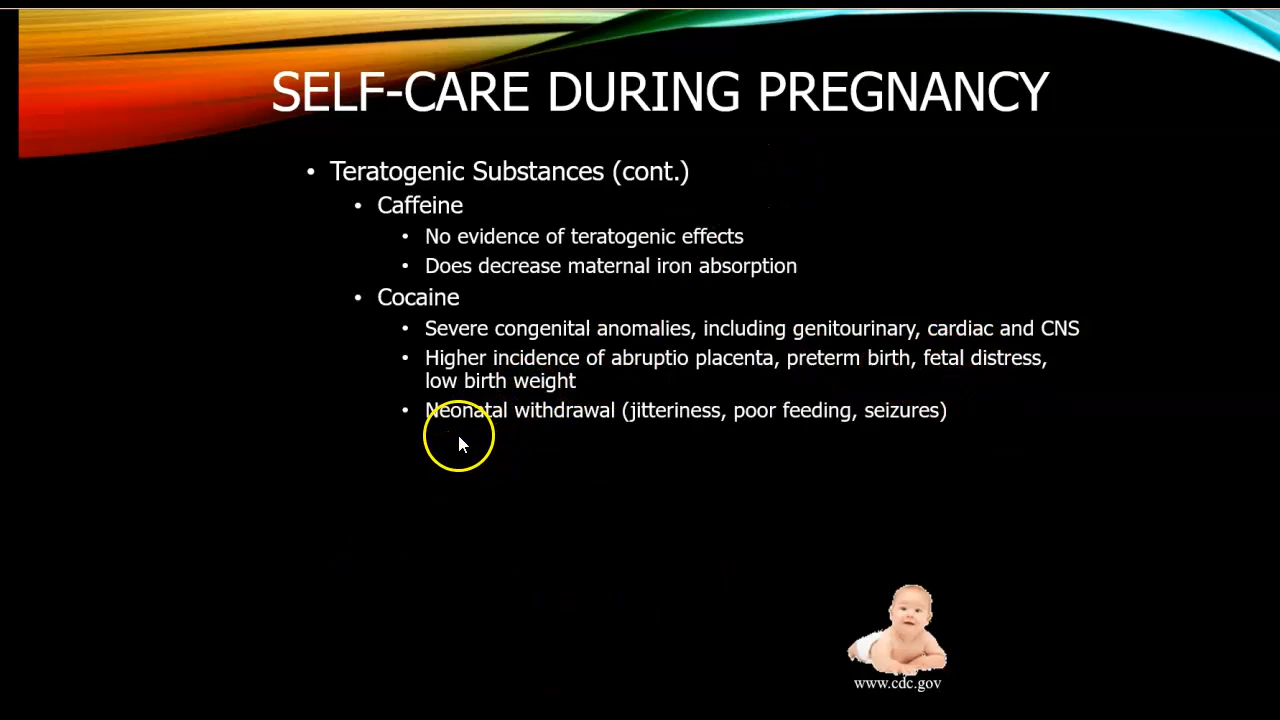 SELF-CARE DURING PREGNANCY
• Teratogenic Substances (cont.)
• Caffeine
• No evidence of teratogenic effects
• Does decrease maternal iron absorption
• Cocaine
• Severe congenital anomalies, including genitourinary, cardiac and CNS
• Higher incidence of abruptio placenta, preterm birth, fetal distress,
low birth weight
• Neonatal withdrawal (jitteriness, poor feeding, seizures)
www.cdc.gov